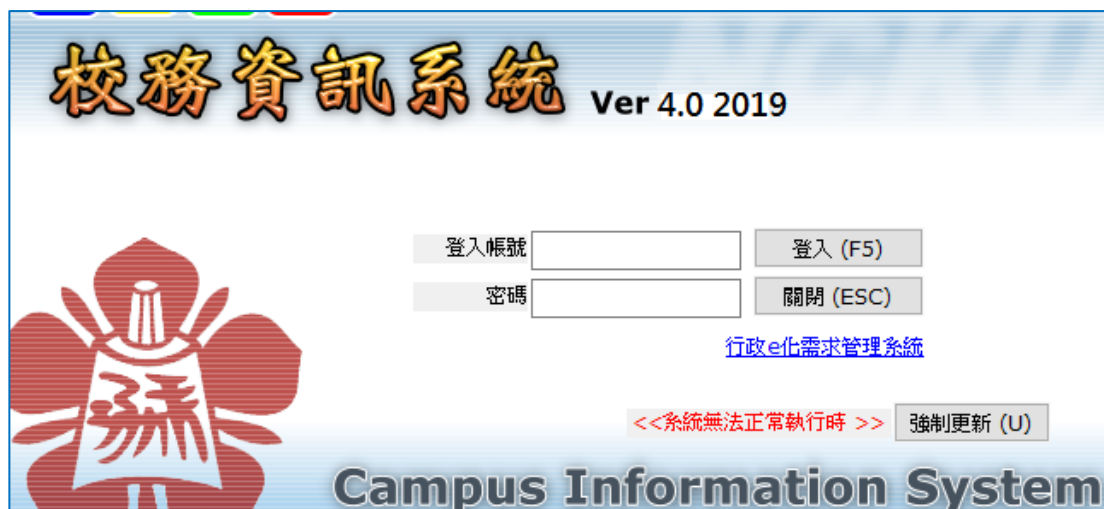 校務資訊系統 Ver 4.0 2019
登入帳號 登入 (F5)
密碼 關閉 (ESC)
行政e化需求管理系統
<<系統無法正常執行時 >> 強制更新 (U)
Campus Information System